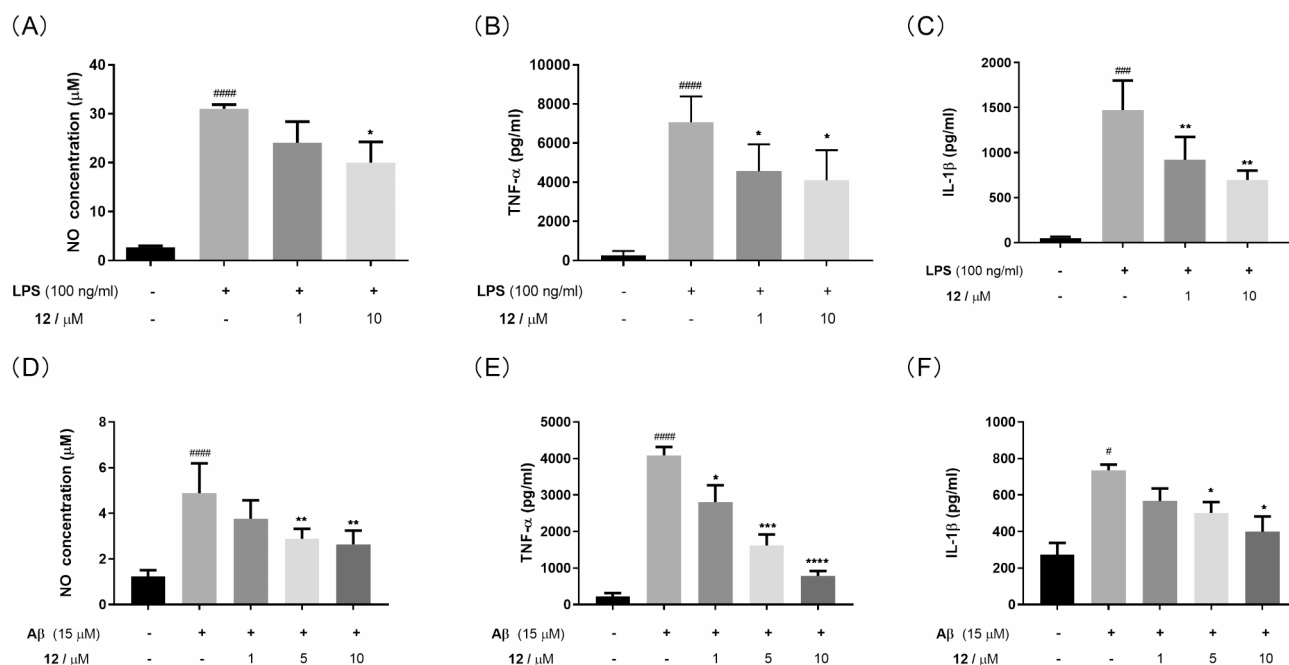 (A)
NO concentration (μM)
40
30
20
10
0
####
*
LPS (100 ng/ml) - + + +
12 / μM - - 1 10
(B)
TNF-α (pg/ml)
10000
8000
6000
4000
2000
0
####
* *
LPS (100 ng/ml) - + + +
12 / μM - - 1 10
(C)
IL-1β (pg/ml)
2000
1500
1000
500
0
###
**
**
LPS (100 ng/ml) - + + +
12 / μM - - 1 10
(D)
NO concentration (μM)
8
6
4
2
0
####
** **
Aβ (15 μM) - + + + +
12 / μM - - 1 5 10
(E)
TNF-α (pg/ml)
5000
4000
3000
2000
1000
0
####
*
***
****
Aβ (15 μM) - + + + +
12 / μM - - 1 5 10
(F)
IL-1β (pg/ml)
1000
800
600
400
200
0
#
*
*
Aβ (15 μM) - + + + +
12 / μM - - 1 5 10